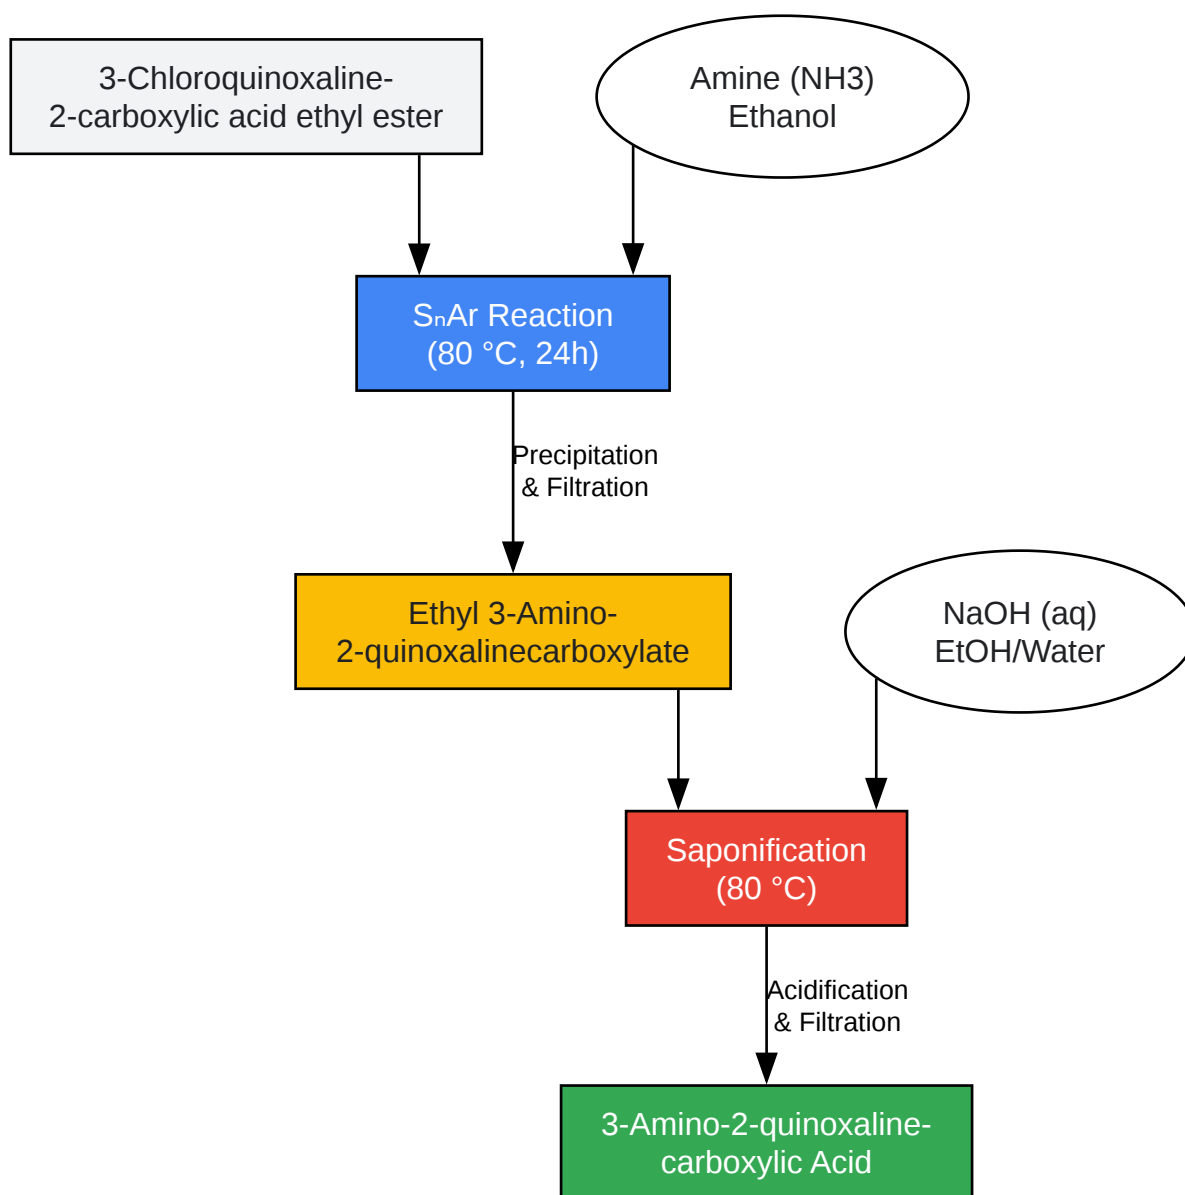 3-Chloroquinoxaline-
2-carboxylic acid ethyl ester
Amine (NH3)
Ethanol
SₙAr Reaction
(80 °C, 24h)
Precipitation
& Filtration
Ethyl 3-Amino-
2-quinoxalinecarboxylate
NaOH (aq)
EtOH/Water
Saponification
(80 °C)
Acidification
& Filtration
3-Amino-2-quinoxaline-
carboxylic Acid